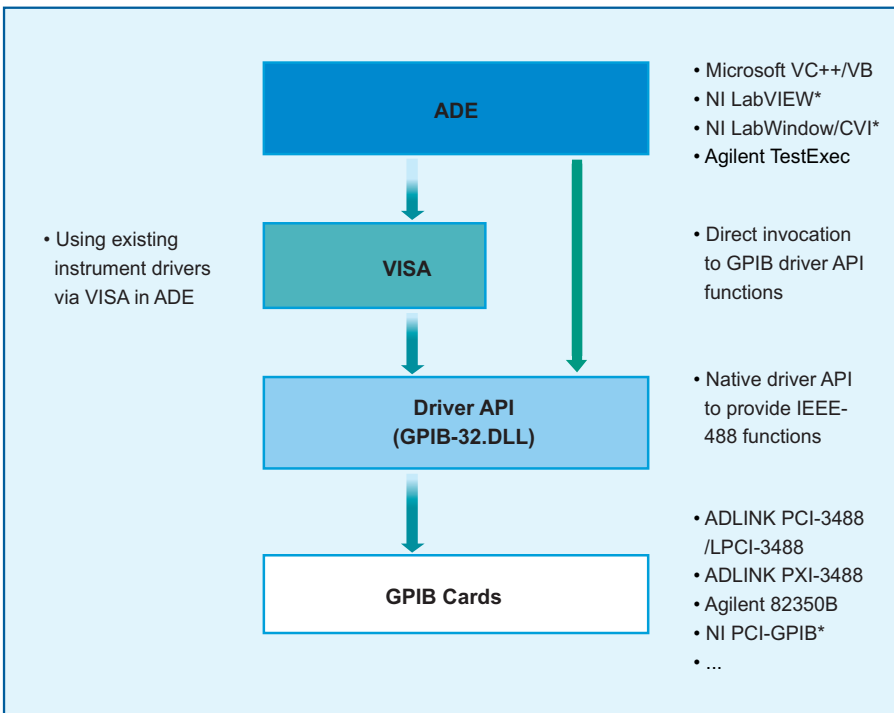 ADE
• Microsoft VC++/VB
• NI LabVIEW*
• NI LabWindow/CVI*
• Agilent TestExec
• Using existing
instrument drivers
via VISA in ADE
VISA
• Direct invocation
to GPIB driver API
functions
Driver API
(GPIB-32.DLL)
• Native driver API
to provide IEEE-
488 functions
GPIB Cards
• ADLINK PCI-3488
/LPCI-3488
• ADLINK PXI-3488
• Agilent 82350B
• NI PCI-GPIB*
• ...